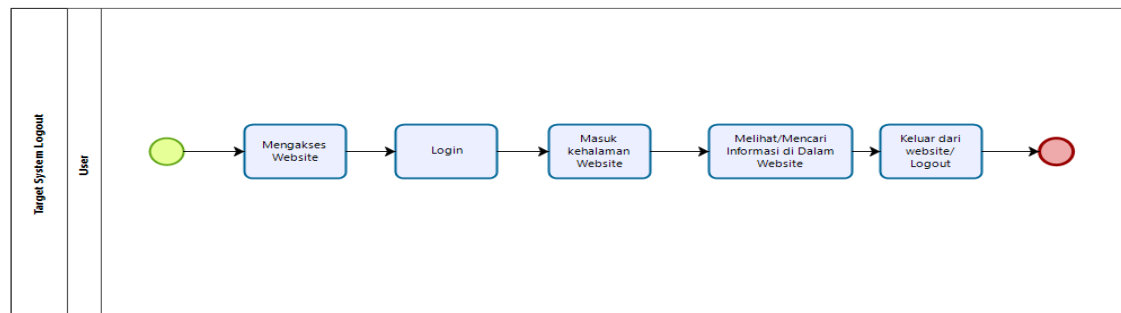 Target System Logout
User
Mengakses
Website
Login
Masuk
kehalaman
Website
Melihat/Mencari
Informasi di Dalam
Website
Keluar dari
website/
Logout